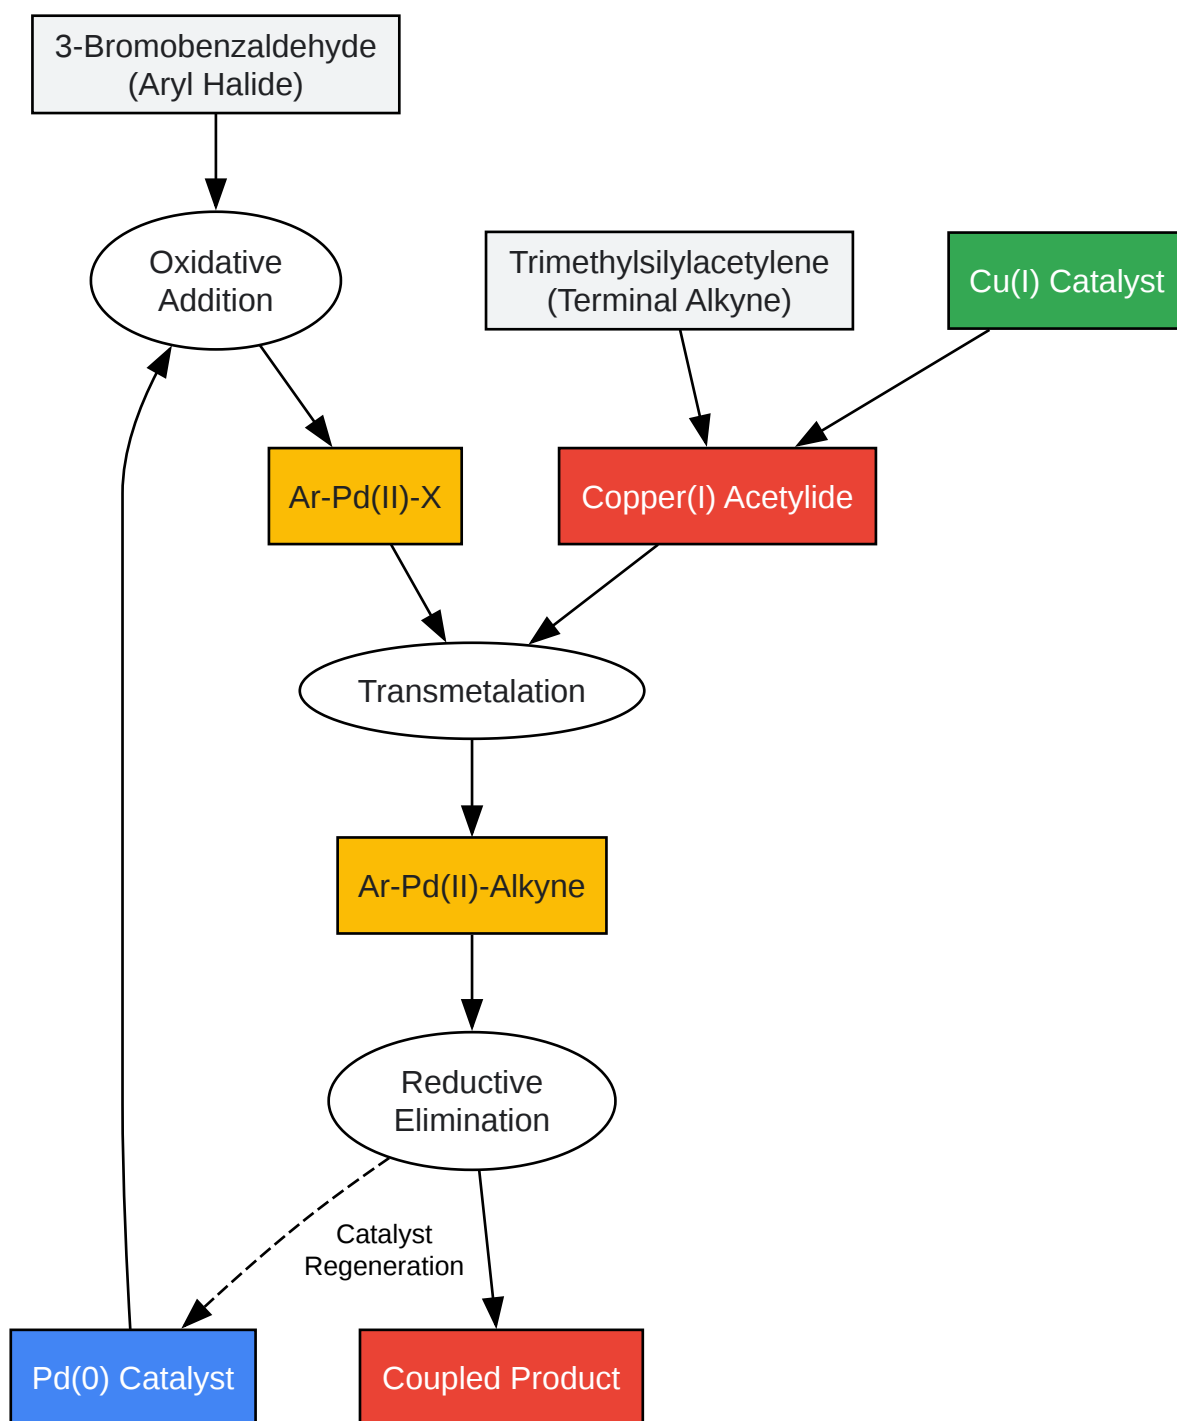 3-Bromobenzaldehyde
(Aryl Halide)
Oxidative
Addition
Trimethylsilylacetylene
(Terminal Alkyne)
Cu(I) Catalyst
Ar-Pd(II)-X
Copper(I) Acetylide
Transmetalation
Ar-Pd(II)-Alkyne
Reductive
Elimination
Catalyst
Regeneration
Pd(0) Catalyst
Coupled Product